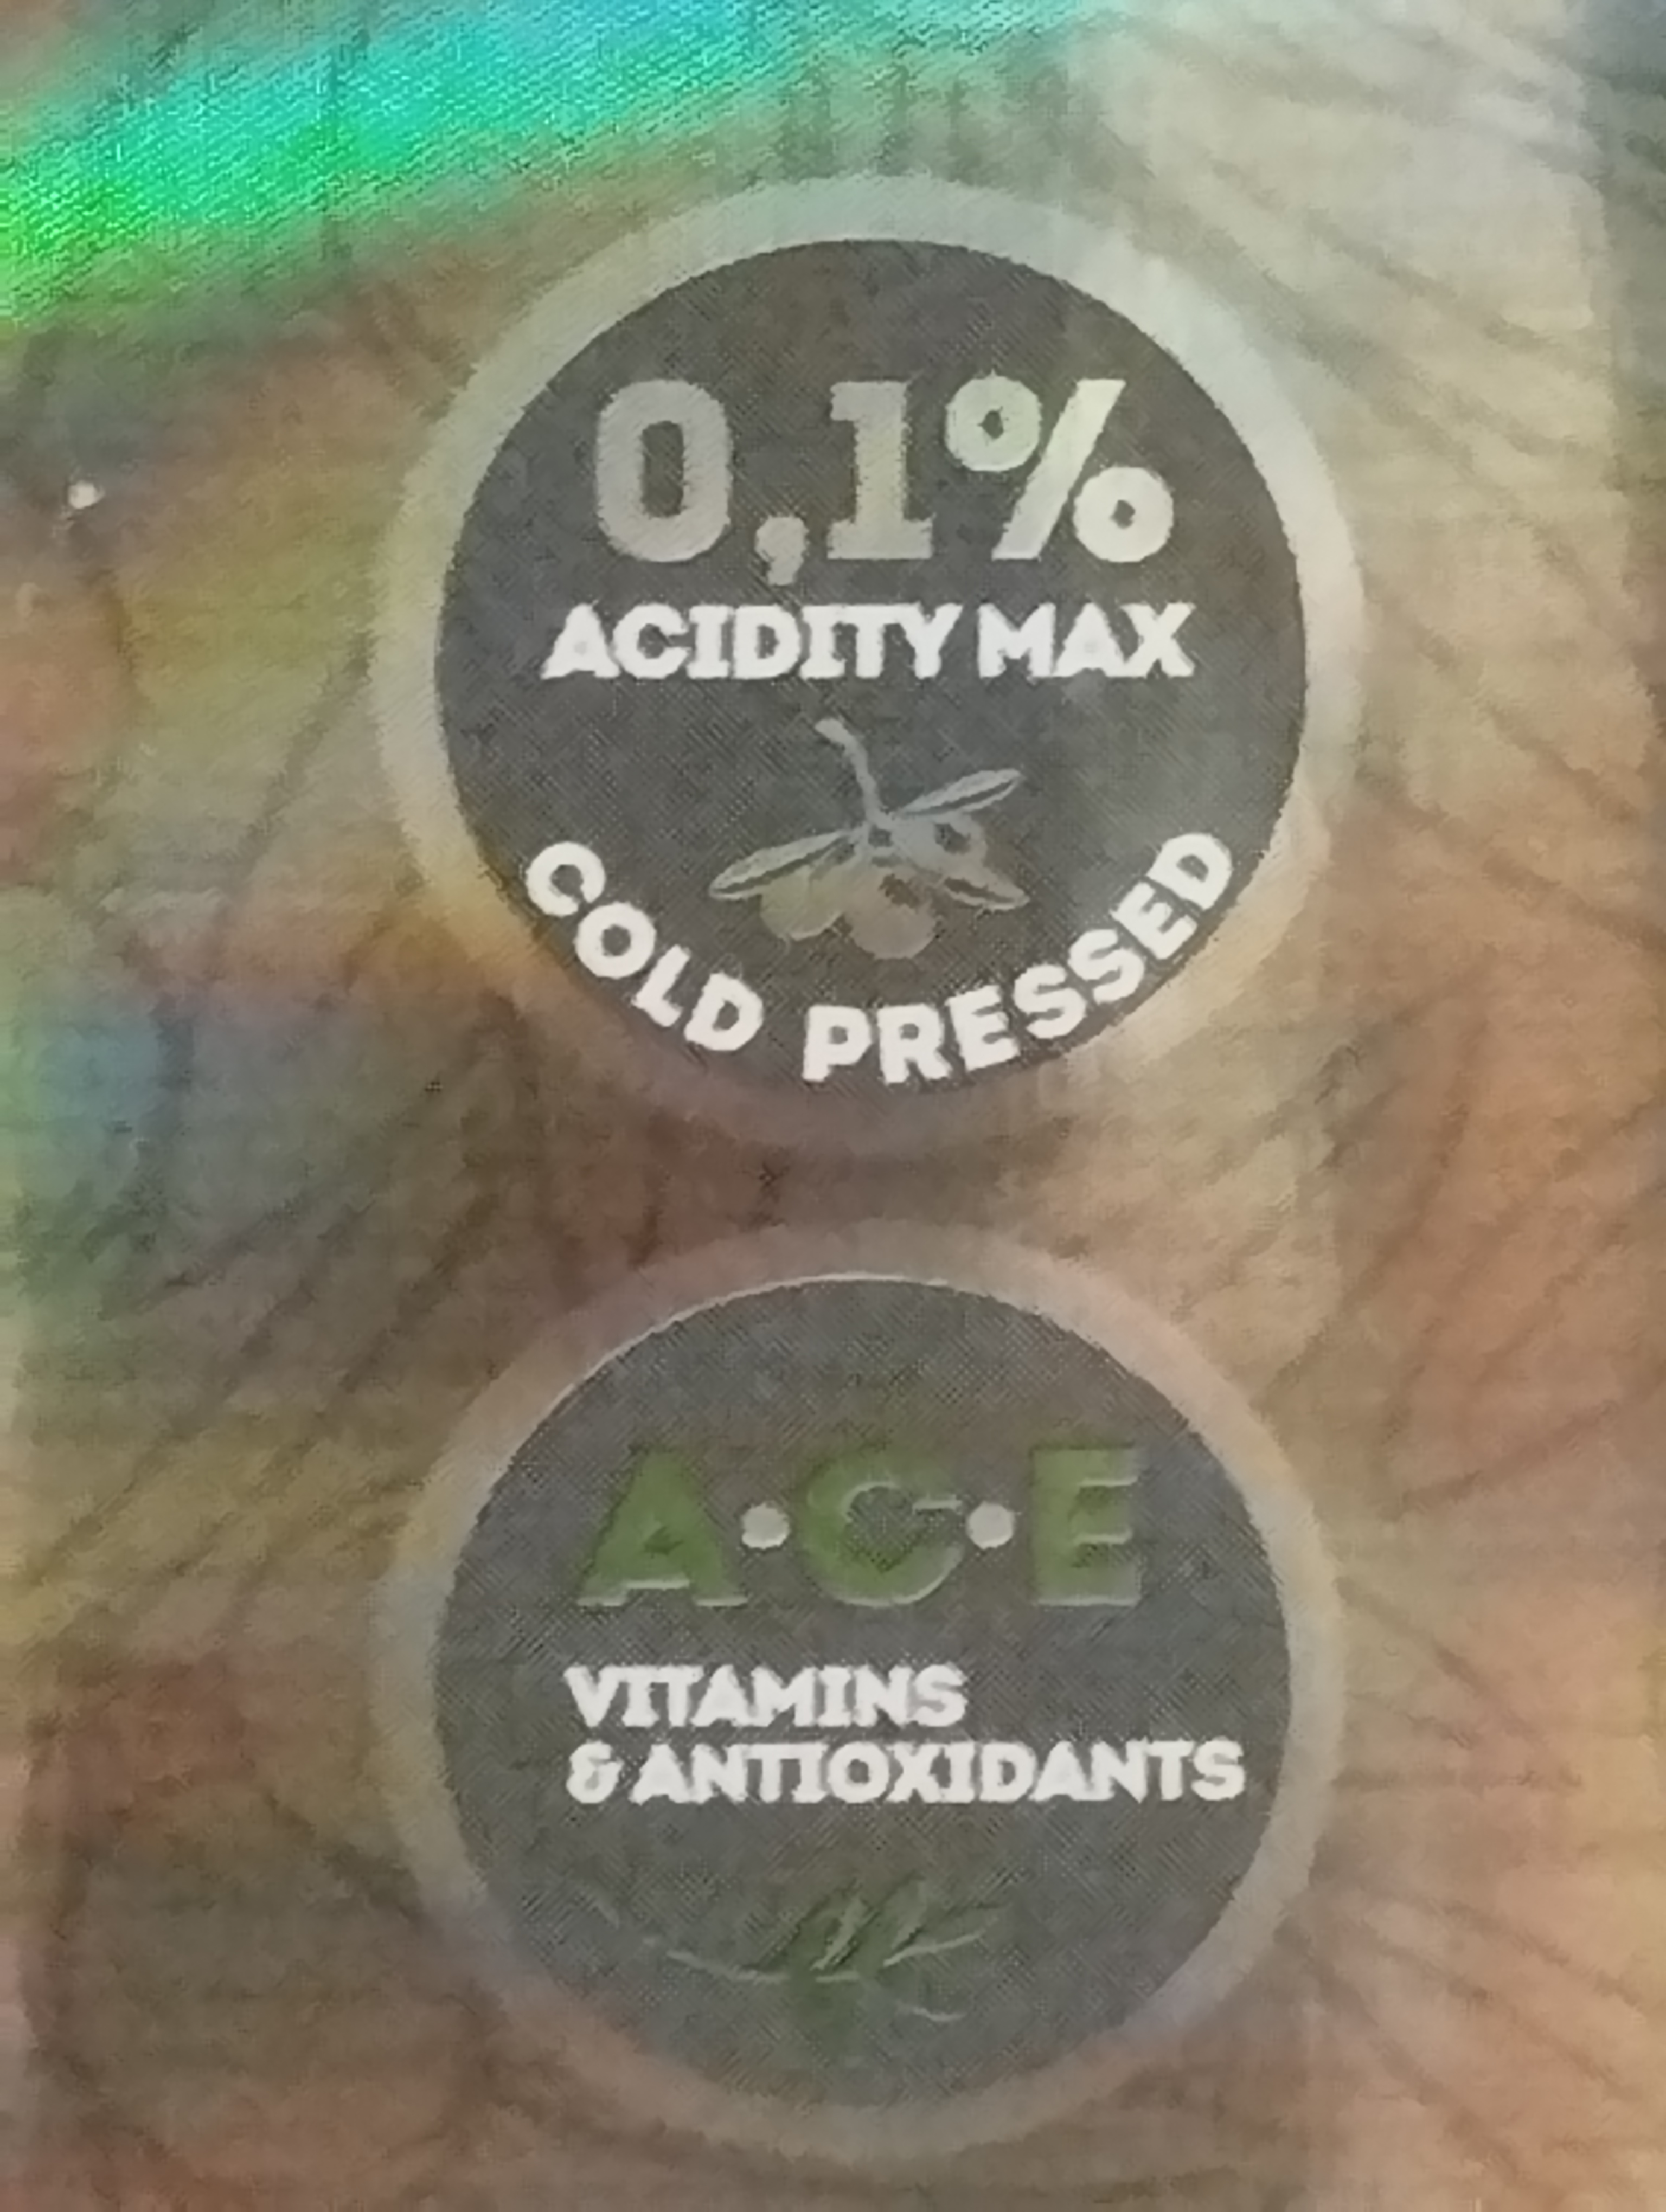 0,1%
ACIDITY MAX
COLD PRESSED
A•C•E
VITAMINS
& ANTIOXIDANTS